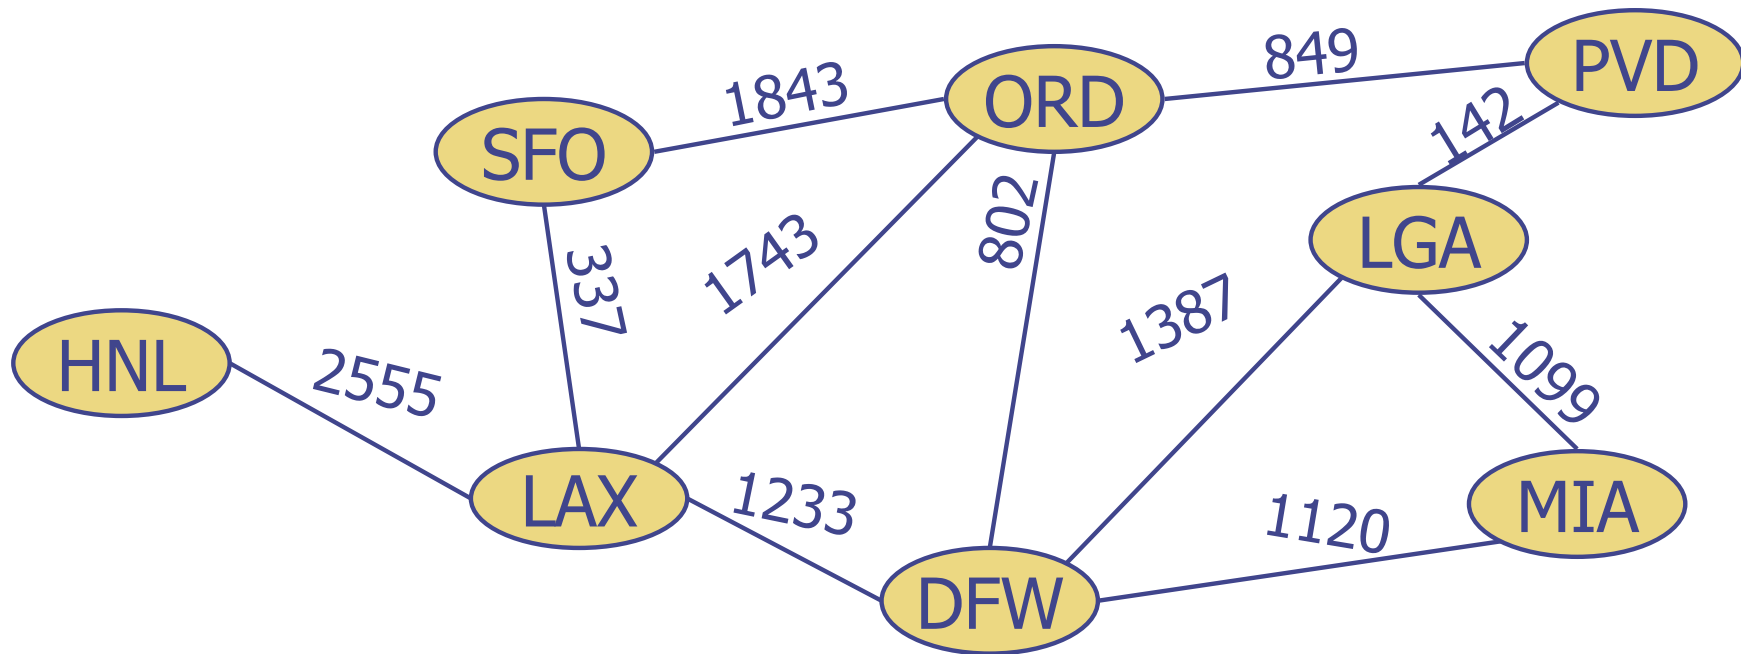 849
PVD
1843
ORD
142
SFO
802
LGA
1743
337
1387
HNL
2555
1099
LAX
1233
MIA
1120
DFW